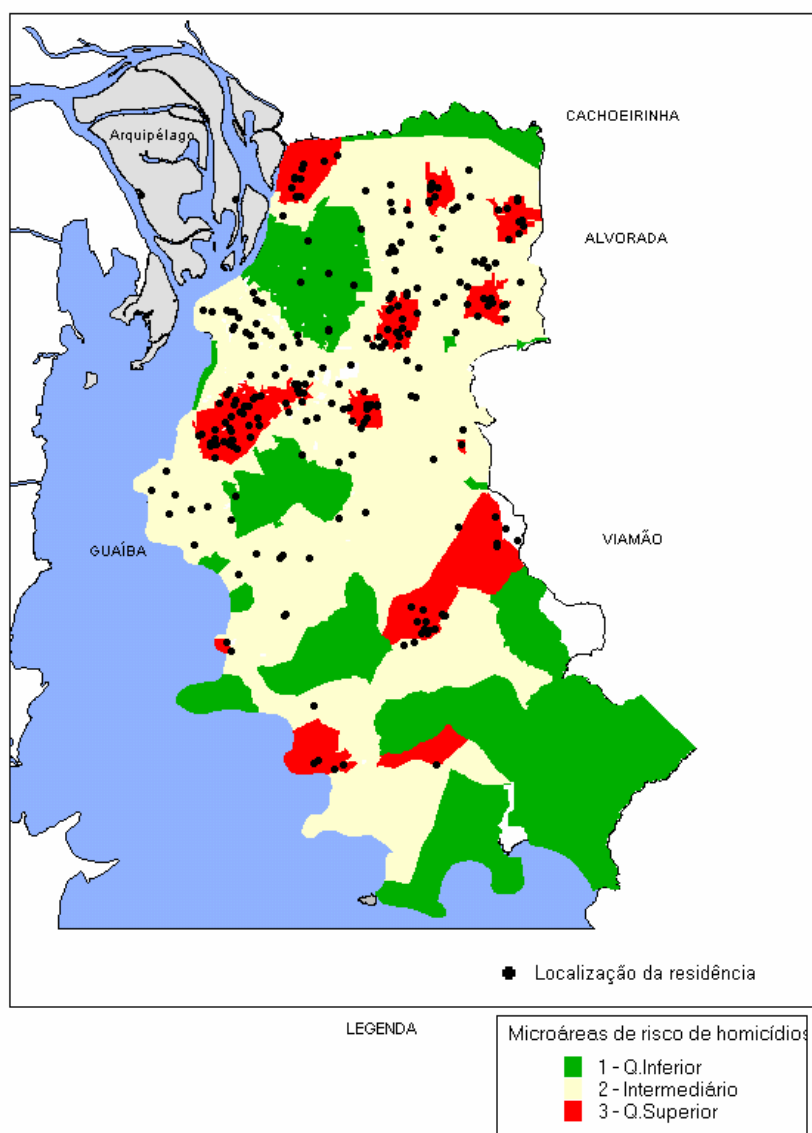 CACHOEIRINHA
Arquipélago
ALVORADA
GUAÍBA
VIAMÃO
Localização da residência
LEGENDA
Microáreas de risco de homicídios
1 - Q.Inferior
2 - Intermediário
3 - Q.Superior